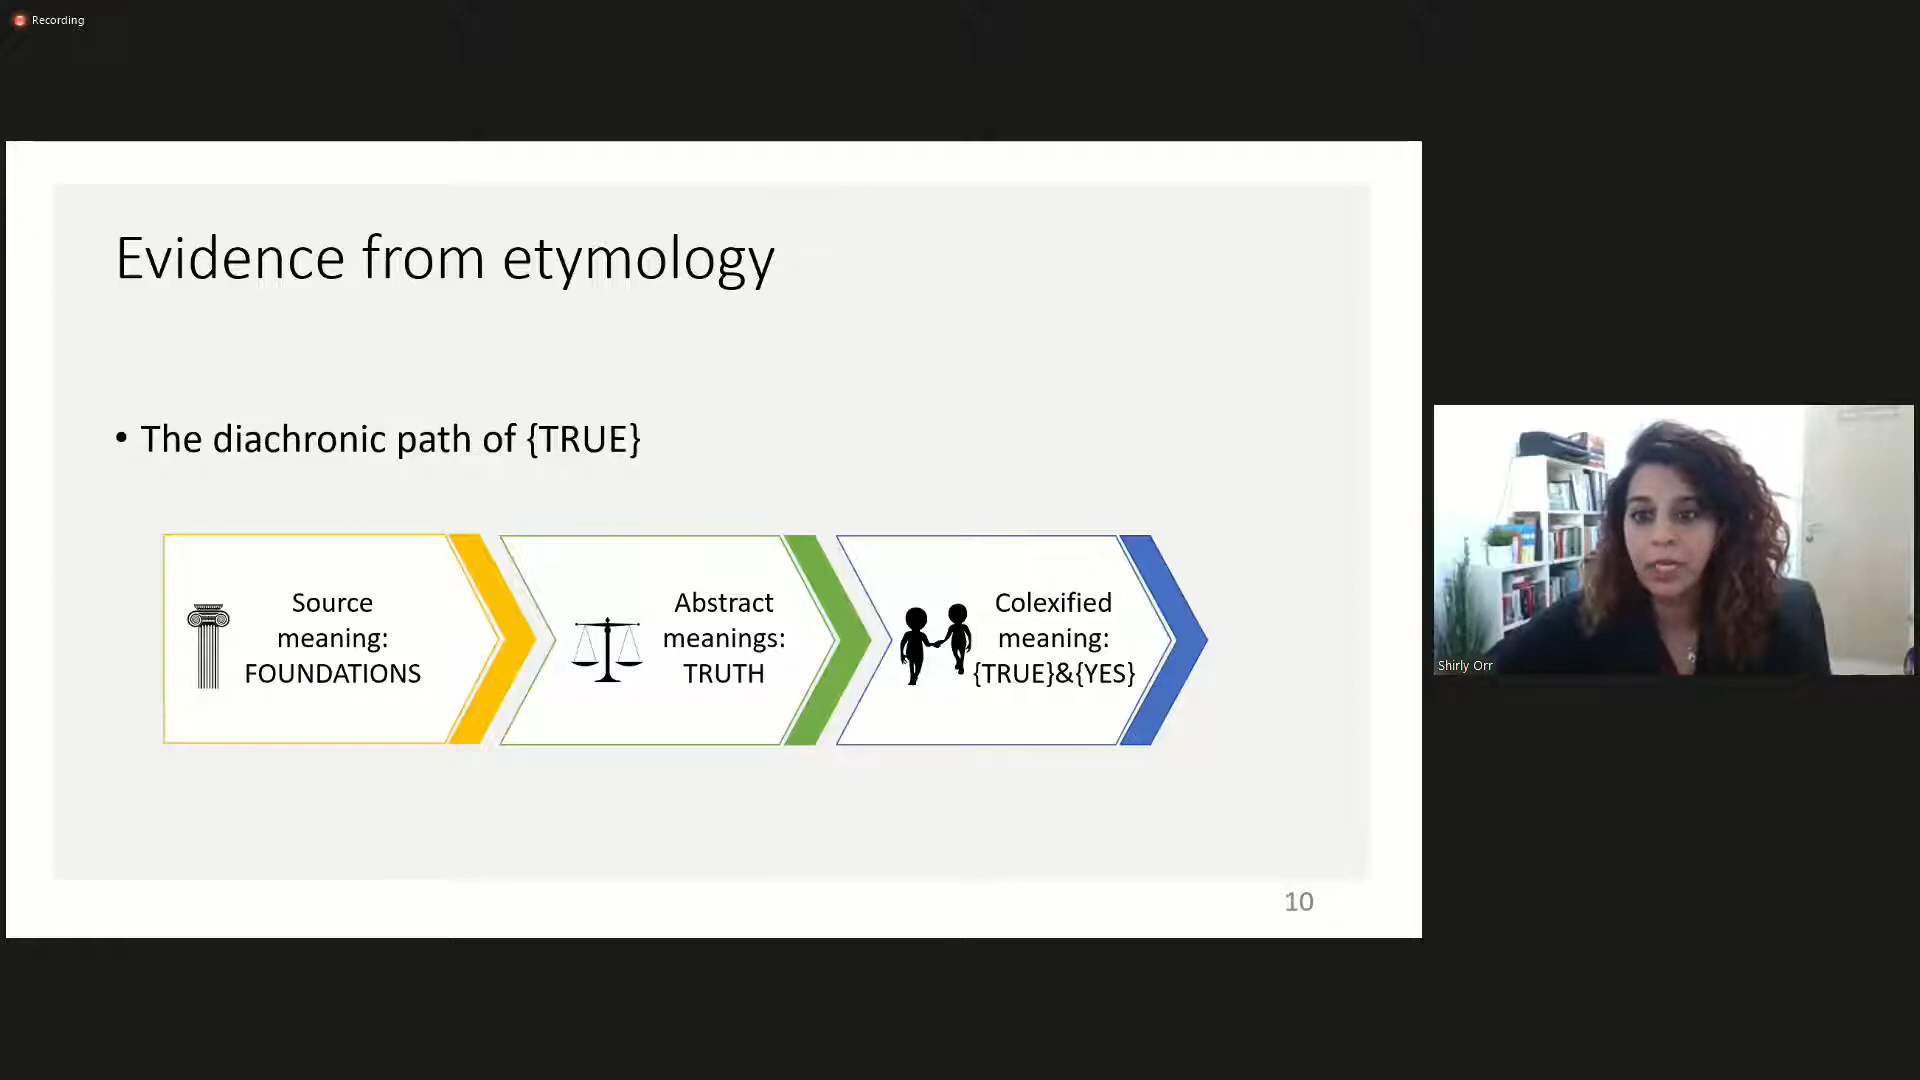 Recording
Evidence from etymology
• The diachronic path of {TRUE}
Source
meaning:
FOUNDATIONS
Abstract
meanings:
TRUTH
Colexified
meaning:
{TRUE}&{YES}
10
Shirly Orr